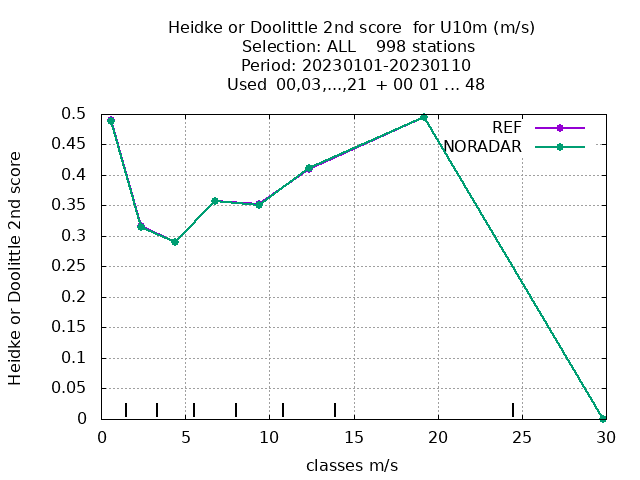 Heidke or Doolittle 2nd score  for U10m (m/s)
Selection: ALL    998 stations
Period: 20230101-20230110
Used  00,03,...,21  + 00 01 ... 48
REF
NORADAR
0.5
0.45
0.4
0.35
0.3
0.25
0.2
0.15
0.1
0.05
0
Heidke or Doolittle 2nd score
0 5 10 15 20 25 30
classes m/s